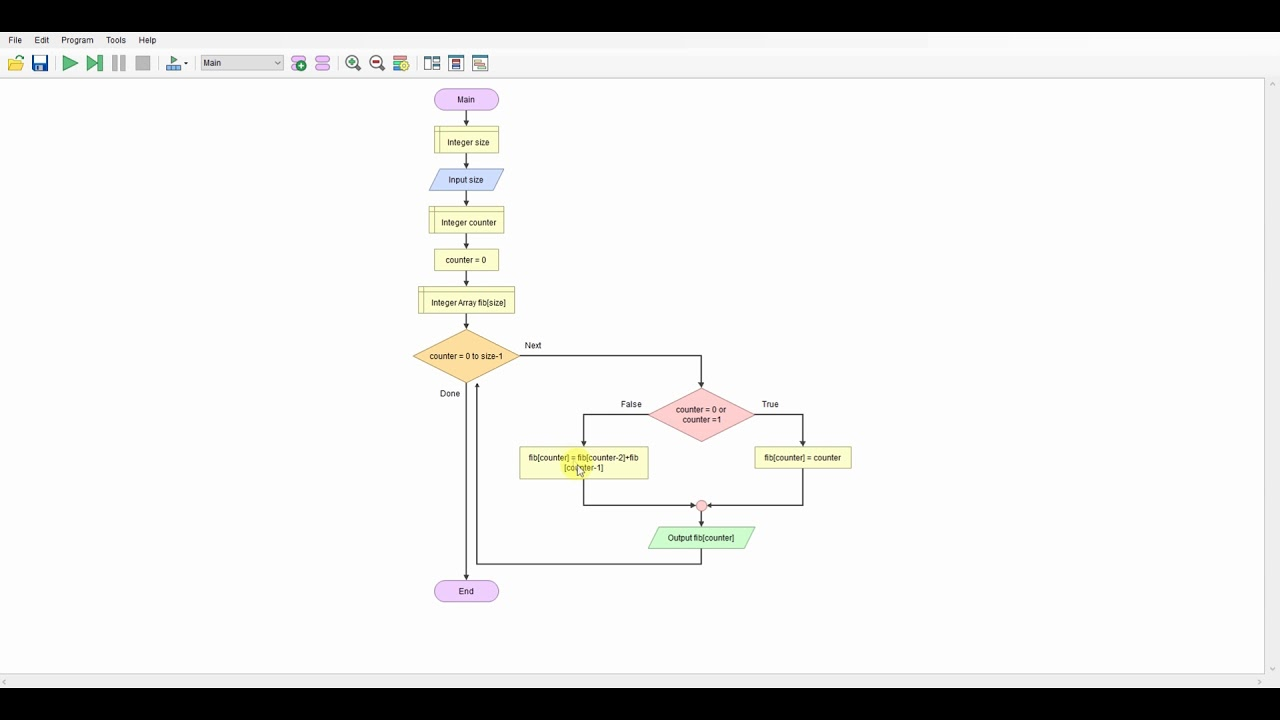 File Edit Program Tools Help
Main
Main
Integer size
Input size
Integer counter
counter = 0
Integer Array fib[size]
counter = 0 to size-1
Next
Done
counter = 0 or
counter =1
False
True
fib[counter] = fib[counter-2]+fib
[counter-1]
fib[counter] = counter
Output fib[counter]
End